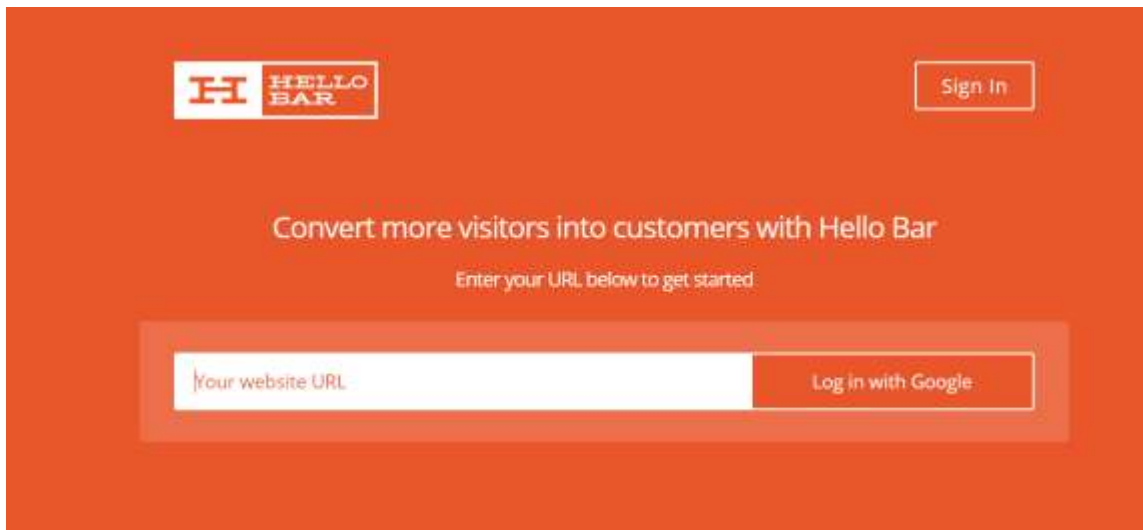 H
HELLO
BAR
Sign In
Convert more visitors into customers with Hello Bar
Enter your URL below to get started
Your website URL
Log in with Google